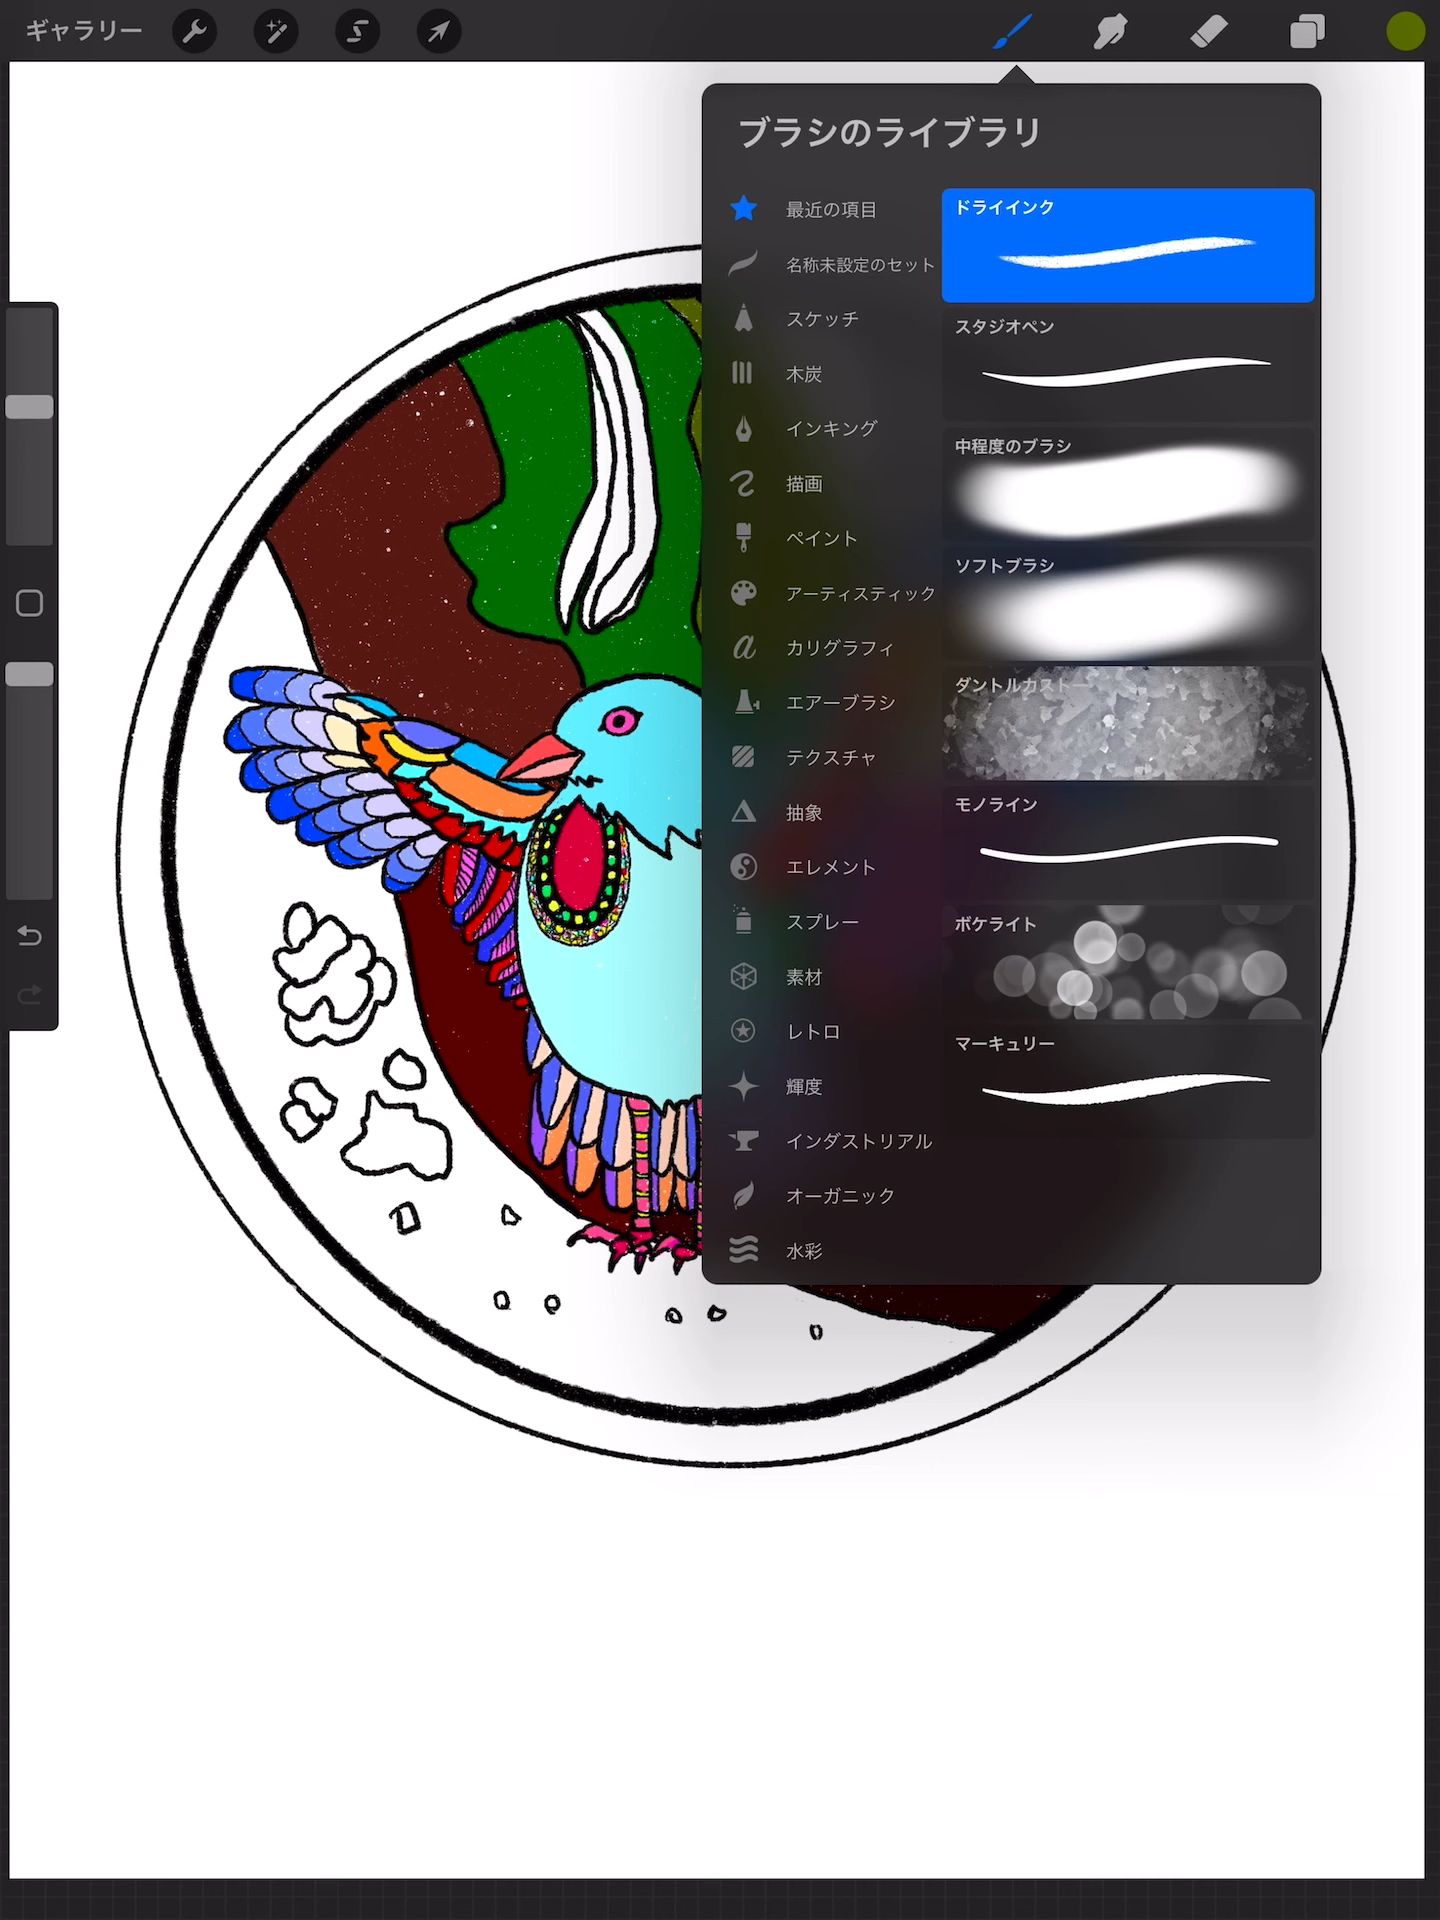 ギャラリー
ブラシのライブラリ
最近の項目
名称未設定のセット
スケッチ
木炭
インキング
描画
ペイント
アーティスティック
カリグラフィ
エアーブラシ
テクスチャ
抽象
エレメント
スプレー
素材
レトロ
輝度
インダストリアル
オーガニック
水彩
ドライインク
スタジオペン
中程度のブラシ
ソフトブラシ
ダントルカストー
モノライン
ボケライト
マーキュリー